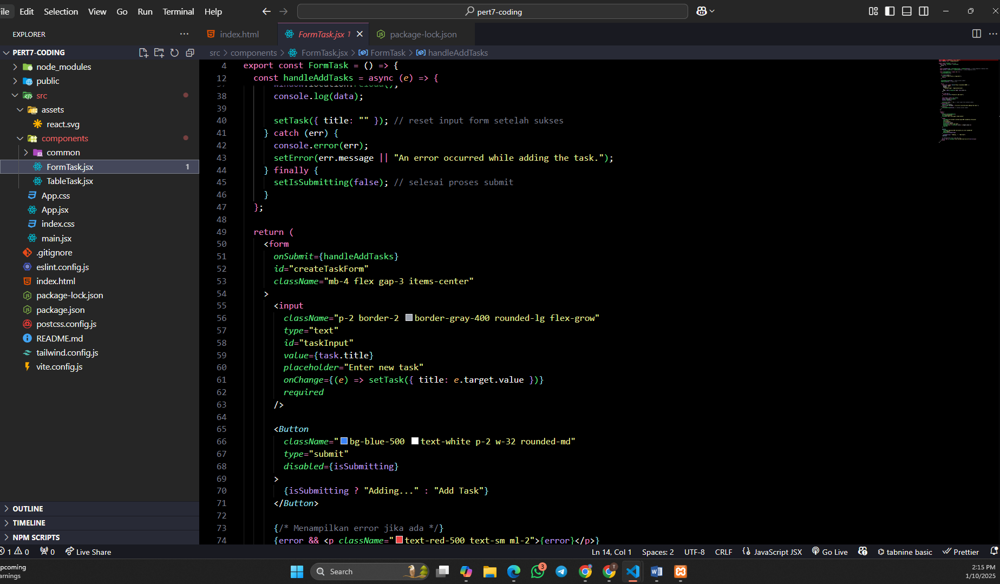 File Edit Selection View Go Run Terminal Help
pert7-coding
EXPLORER
index.html
FormTask.jsx 1
package-lock.json
PERT7-CODING
src > components > FormTask.jsx > FormTask > handleAddTasks
node_modules
public
src
assets
react.svg
components
common
FormTask.jsx 1
TableTask.jsx
App.css
App.jsx
index.css
main.jsx
.gitignore
eslint.config.js
index.html
package-lock.json
package.json
postcss.config.js
README.md
tailwind.config.js
vite.config.js
OUTLINE
TIMELINE
NPM SCRIPTS
4 export const FormTask = () => {
12 const handleAddTasks = async (e) => {
37 window.location.reload();
38 console.log(data);
39
40 setTask({ title: "" }); // reset input form setelah sukses
41 } catch (err) {
42 console.error(err);
43 setError(err.message || "An error occurred while adding the task.");
44 } finally {
45 setIsSubmitting(false); // selesai proses submit
46 }
47 };
48
49 return (
50 <form
51 onSubmit={handleAddTasks}
52 id="createTaskForm"
53 className="mb-4 flex gap-3 items-center"
54 >
55 <input
56 className="p-2 border-2 border-gray-400 rounded-lg flex-grow"
57 type="text"
58 id="taskInput"
59 value={task.title}
60 placeholder="Enter new task"
61 onChange={(e) => setTask({ title: e.target.value })}
62 required
63 />
64
65 <Button
66 className="bg-blue-500 text-white p-2 w-32 rounded-md"
67 type="submit"
68 disabled={isSubmitting}
69 >
70 {isSubmitting ? "Adding..." : "Add Task"}
71 </Button>
72
73 {/* Menampilkan error jika ada */}
74 {error && <p className="text-red-500 text-sm ml-2">{error}</p>}
1 0 0 Live Share
Ln 14, Col 1 Spaces: 2 UTF-8 CRLF JavaScript JSX Go Live tabnine basic Prettier
pcoming
arnings
Search
3
2:15 PM
1/10/2025